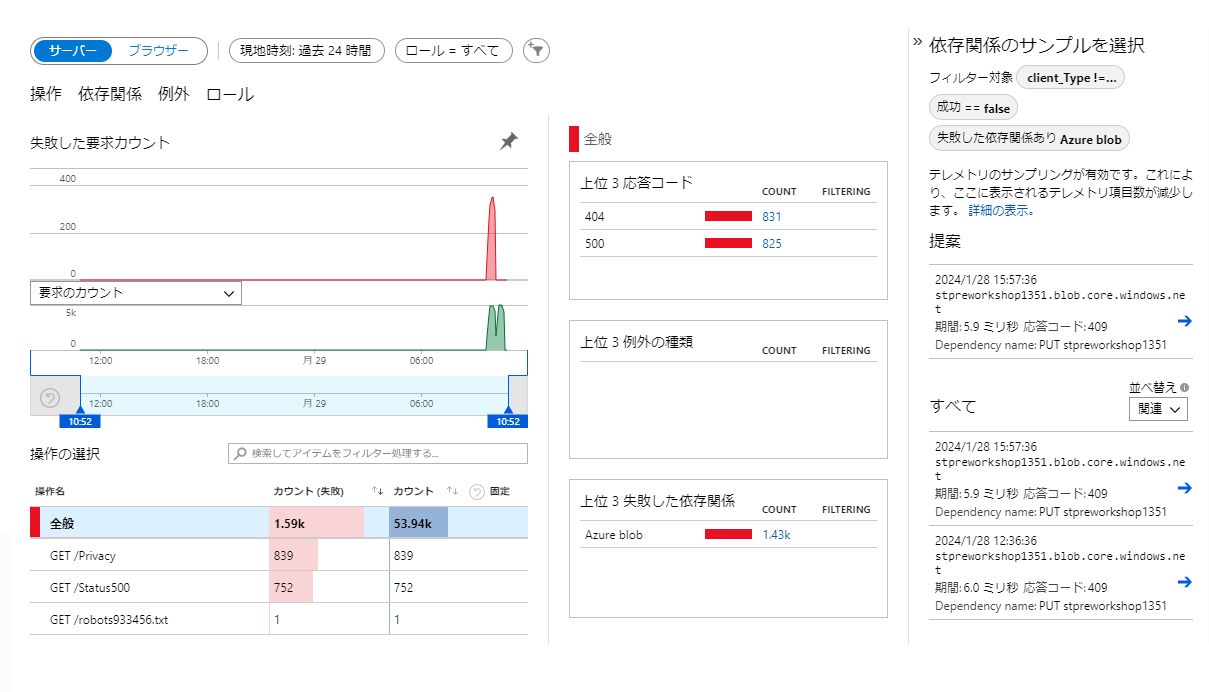 サーバー ブラウザー 現地時刻: 過去 24 時間 ロール = すべて
操作 依存関係 例外 ロール
失敗した要求カウント
400
200
0
要求のカウント
5k
0
12:00 18:00 月 29 06:00
12:00 18:00 月 29 06:00
10:52 10:52
操作の選択 検索してアイテムをフィルター処理する...
操作名 カウント (失敗) ↑↓ カウント ↑↓ 固定
全般 1.59k 53.94k
GET /Privacy 839 839
GET /Status500 752 752
GET /robots933456.txt 1 1
全般
上位 3 応答コード COUNT FILTERING
404 831
500 825
上位 3 例外の種類 COUNT FILTERING
上位 3 失敗した依存関係 COUNT FILTERING
Azure blob 1.43k
» 依存関係のサンプルを選択
フィルター対象 client_Type !=...
成功 == false
失敗した依存関係あり Azure blob
テレメトリのサンプリングが有効です。これによ
り、ここに表示されるテレメトリ項目数が減少し
ます。 詳細の表示。
提案
2024/1/28 15:57:36
stpreworkshop1351.blob.core.windows.ne
t
期間: 5.9 ミリ秒 応答コード: 409
Dependency name: PUT stpreworkshop1351
並べ替え
すべて 関連
2024/1/28 15:57:36
stpreworkshop1351.blob.core.windows.ne
t
期間: 5.9 ミリ秒 応答コード: 409
Dependency name: PUT stpreworkshop1351
2024/1/28 12:36:36
stpreworkshop1351.blob.core.windows.ne
t
期間: 6.0 ミリ秒 応答コード: 409
Dependency name: PUT stpreworkshop1351